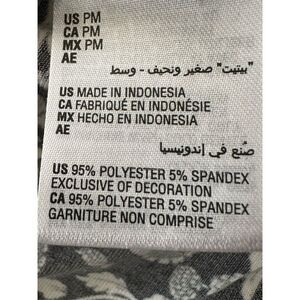 US PM
CA PM
MX PM
AE
"بيتيت" صغير ونحيف - وسط
US MADE IN INDONESIA
CA FABRIQUÉ EN INDONÉSIE
MX HECHO EN INDONESIA
AE
صُنع في إندونيسيا
US 95% POLYESTER 5% SPANDEX
EXCLUSIVE OF DECORATION
CA 95% POLYESTER 5% SPANDEX
GARNITURE NON COMPRISE